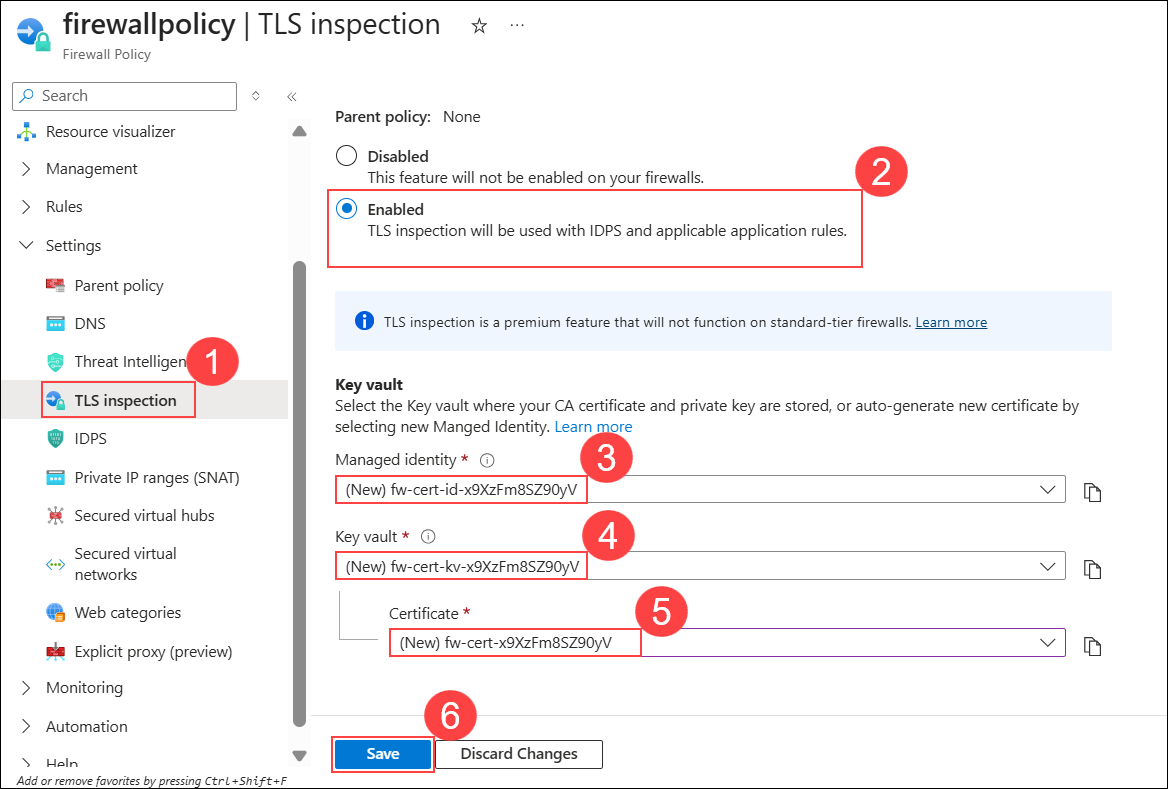 firewallpolicy | TLS inspection
Firewall Policy
Search
Resource visualizer
Management
Rules
Settings
Parent policy
DNS
Threat Intelligen
TLS inspection
IDPS
Private IP ranges (SNAT)
Secured virtual hubs
Secured virtual
networks
Web categories
Explicit proxy (preview)
Monitoring
Automation
Help
Add or remove favorites by pressing Ctrl+Shift+F
1
Parent policy: None
Disabled
This feature will not be enabled on your firewalls.
2
Enabled
TLS inspection will be used with IDPS and applicable application rules.
TLS inspection is a premium feature that will not function on standard-tier firewalls. Learn more
Key vault
Select the Key vault where your CA certificate and private key are stored, or auto-generate new certificate by
selecting new Manged Identity. Learn more
Managed identity *
3
(New) fw-cert-id-x9XzFm8SZ90yV
Key vault *
4
(New) fw-cert-kv-x9XzFm8SZ90yV
Certificate *
5
(New) fw-cert-x9XzFm8SZ90yV
6
Save
Discard Changes